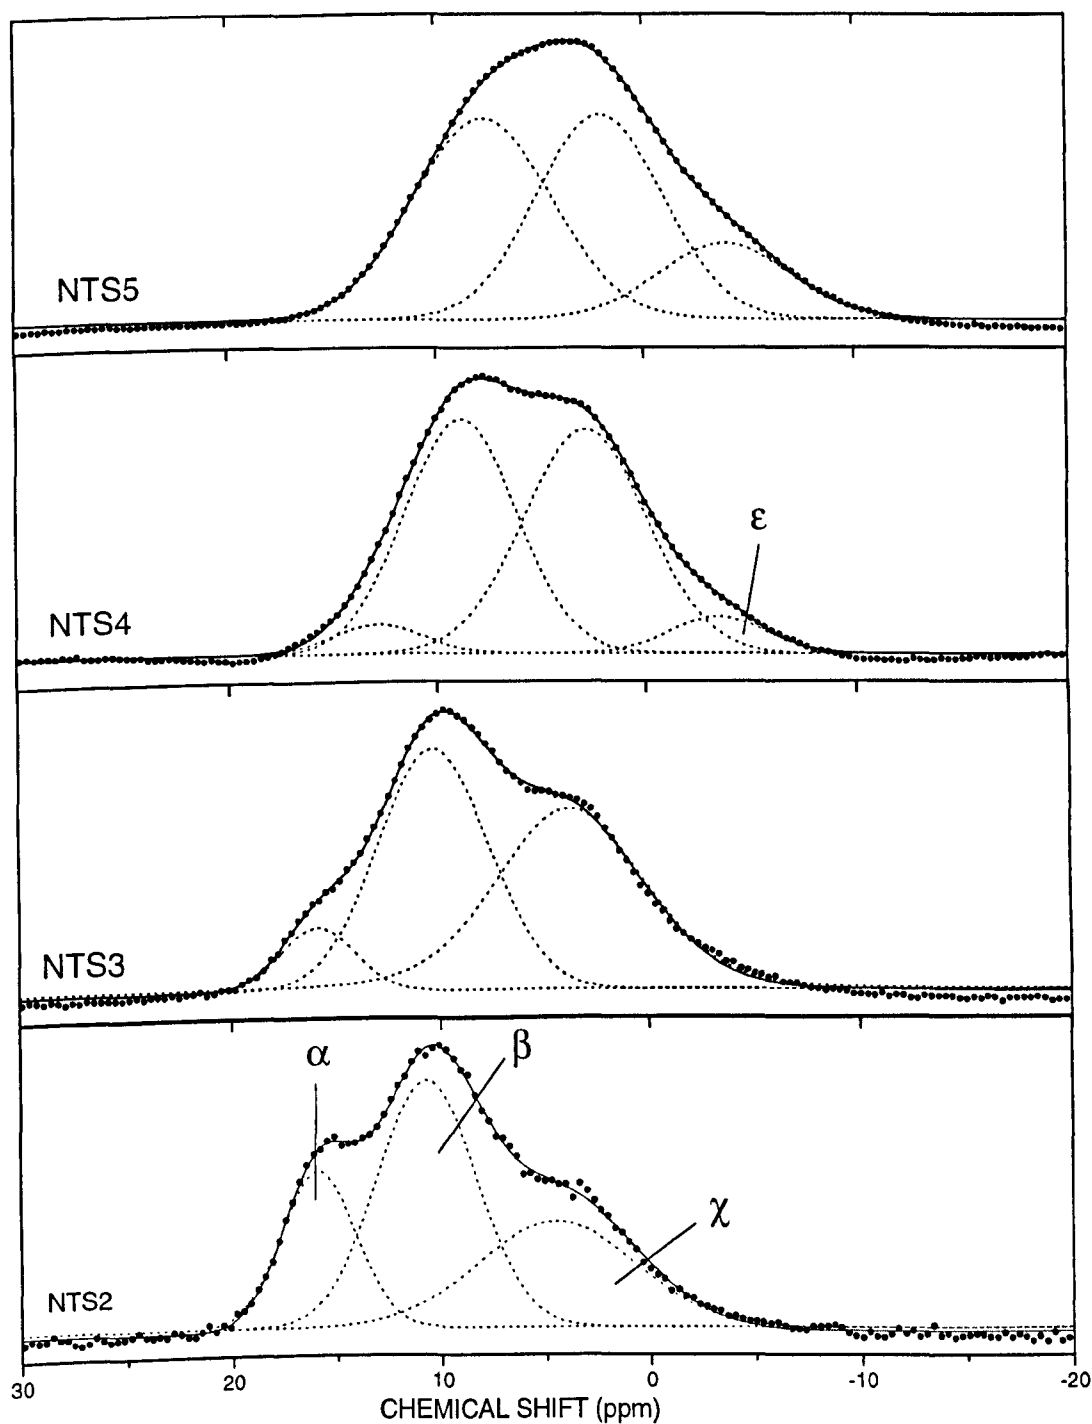 NTS5
ε
NTS4
NTS3
α
β
χ
NTS2
30 20 10 0 -10 -20
CHEMICAL SHIFT (ppm)